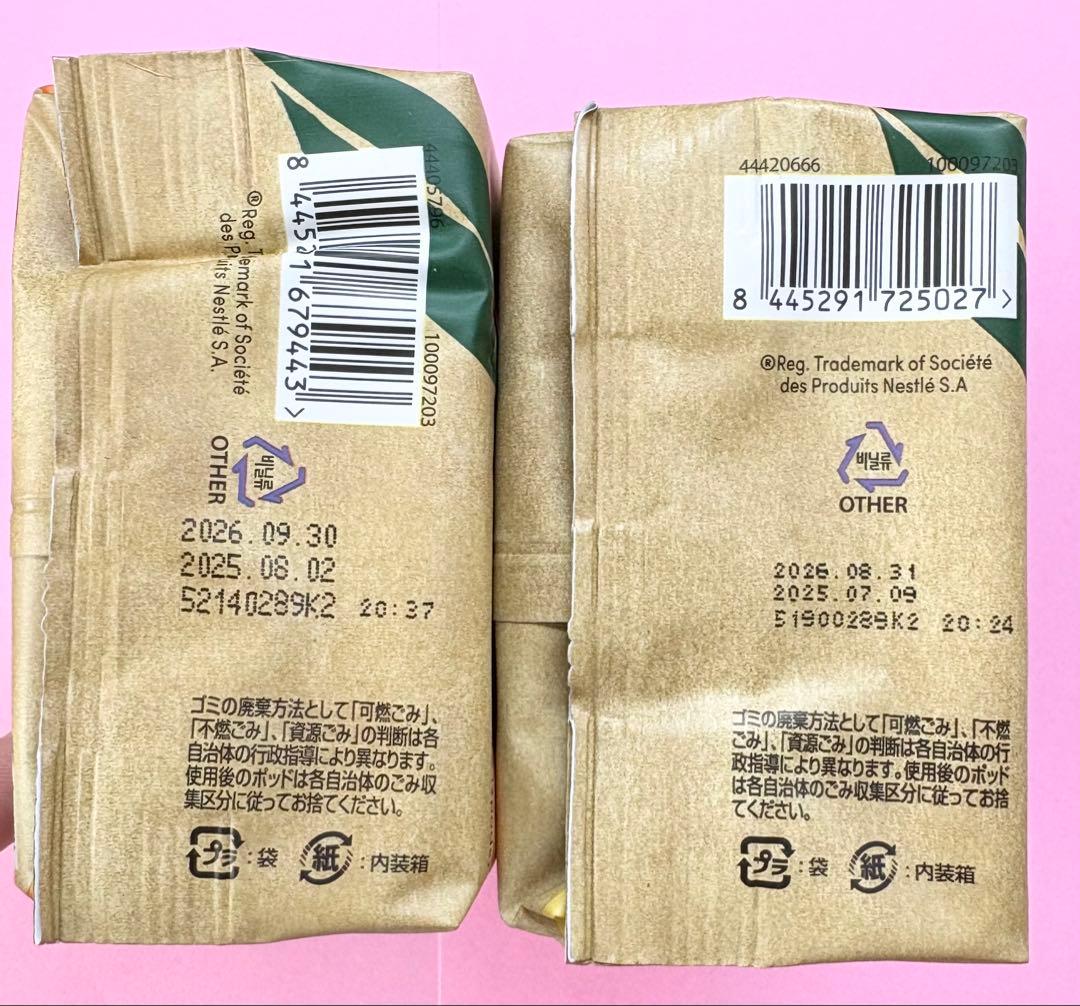 44405796
8 445 1 679443 >
100097203
®Reg. emark of Société
des its Nestlé S.A.
비닐류
OTHER
2026.09.30
2025.08.02
52140289K2 20:37
ゴミの廃棄方法として「可燃ごみ」、
「不燃ごみ」、「資源ごみ」の判断は各
自治体の行政指導により異なります。
使用後のポッドは各自治体のごみ収
集区分に従ってお捨てください。
プラ :袋 紙 :内装箱
44420666 100097203
8 445291 725027 >
®Reg. Trademark of Société
des Produits Nestlé S.A
비닐류
OTHER
2026.08.31
2025.07.09
51900289K2 20:24
ゴミの廃棄方法として「可燃ごみ」、「不燃
ごみ」、「資源ごみ」の判断は各自治体の行
政指導により異なります。使用後のポッド
は各自治体のごみ収集区分に従ってお捨
てください。
プラ :袋 紙 :内装箱